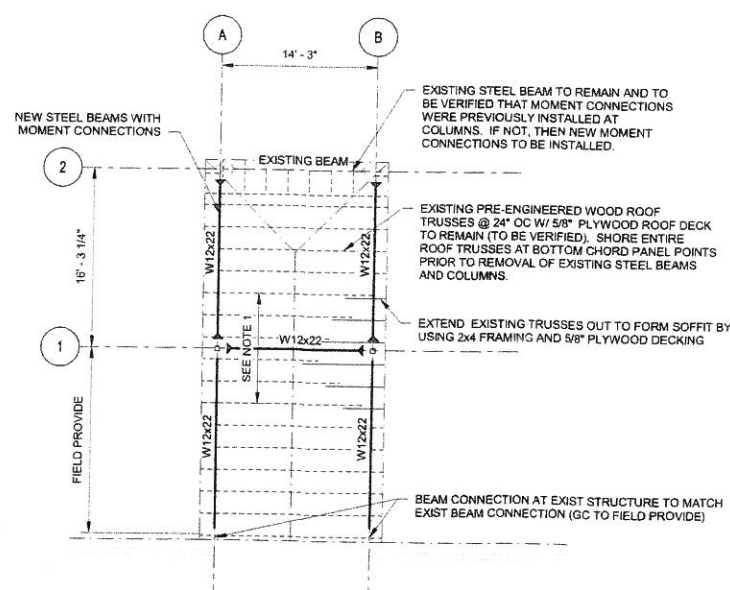 A
B
14' - 3"
EXISTING STEEL BEAM TO REMAIN AND TO
BE VERIFIED THAT MOMENT CONNECTIONS
WERE PREVIOUSLY INSTALLED AT
COLUMNS. IF NOT, THEN NEW MOMENT
CONNECTIONS TO BE INSTALLED.
NEW STEEL BEAMS WITH
MOMENT CONNECTIONS
2
EXISTING BEAM
EXISTING PRE-ENGINEERED WOOD ROOF
TRUSSES @ 24" OC W/ 5/8" PLYWOOD ROOF DECK
TO REMAIN (TO BE VERIFIED). SHORE ENTIRE
ROOF TRUSSES AT BOTTOM CHORD PANEL POINTS
PRIOR TO REMOVAL OF EXISTING STEEL BEAMS
AND COLUMNS.
16' - 3 1/4"
W12x22
W12x22
EXTEND EXISTING TRUSSES OUT TO FORM SOFFIT BY
USING 2x4 FRAMING AND 5/8" PLYWOOD DECKING
1
W12x22
SEE NOTE 1
FIELD PROVIDE
W12x22
W12x22
BEAM CONNECTION AT EXIST STRUCTURE TO MATCH
EXIST BEAM CONNECTION (GC TO FIELD PROVIDE)